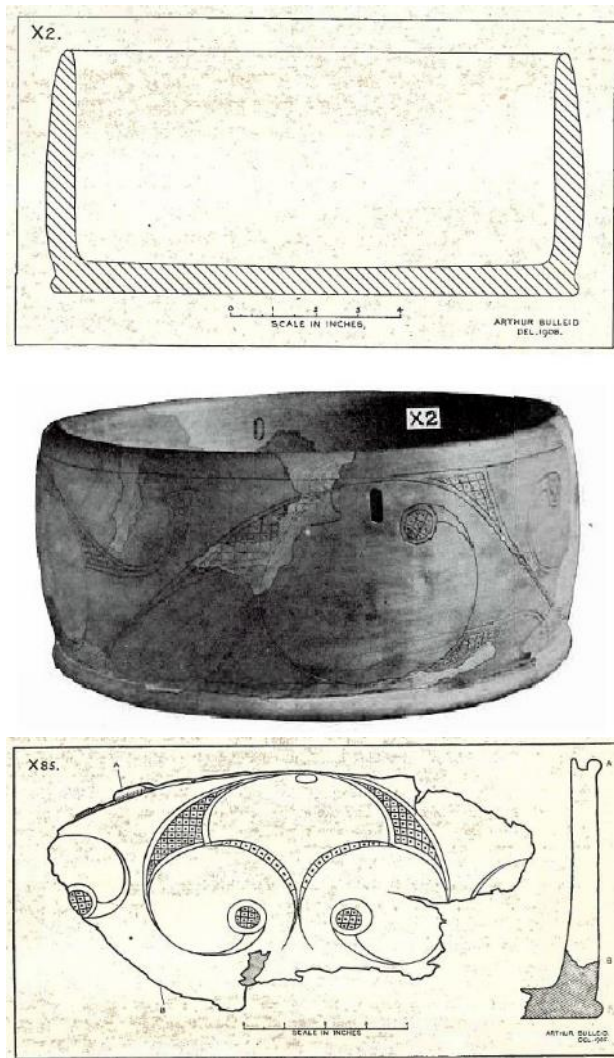 X2.
0 1 2 3 4
SCALE IN INCHES,
ARTHUR BULLEID
DEL. 1908.
X2
X85.
A
A
B
B
SCALE IN INCHES
ARTHUR BULLEID.